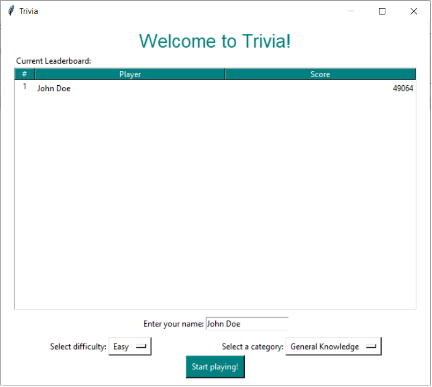 Trivia
Welcome to Trivia!
Current Leaderboard:
# Player Score
1 John Doe 49064
Enter your name: John Doe
Select difficulty: Easy Select a category: General Knowledge
Start playing!